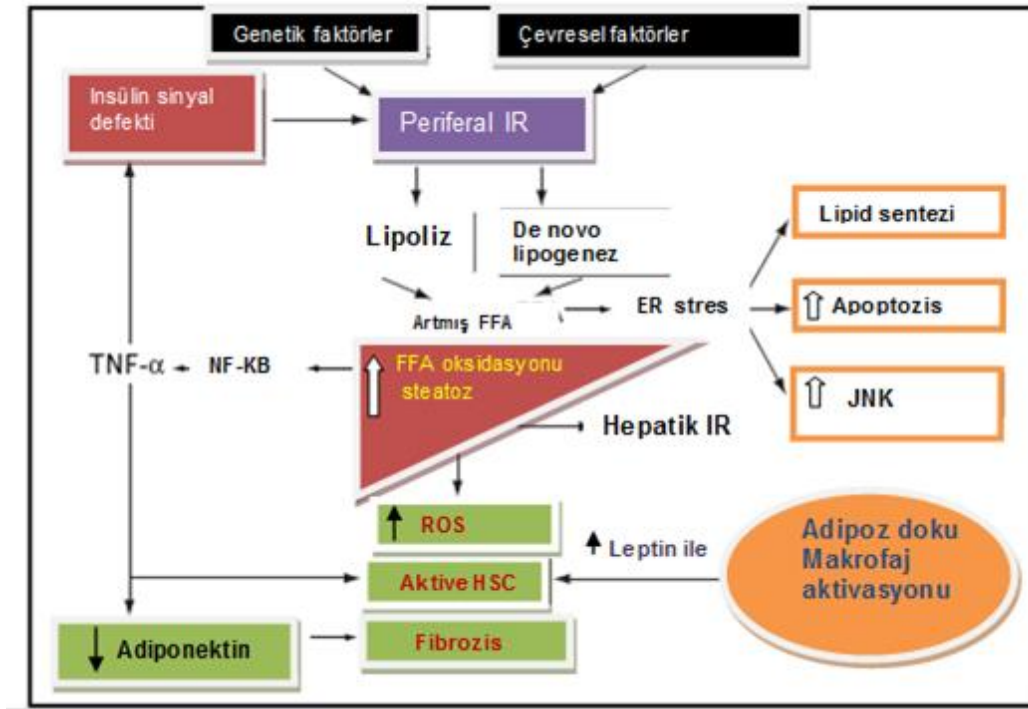 Genetik faktörler
Çevresel faktörler
Insülin sinyal
defekti
Periferal IR
Lipoliz
De novo
lipogenez
Lipid sentezi
Artmış FFA
ER stres
Apoptozis
TNF-α
NF-KB
FFA oksidasyonu
steatoz
JNK
Hepatik IR
ROS
Leptin ile
Adipoz doku
Makrofaj
aktivasyonu
Aktive HSC
Adiponektin
Fibrozis